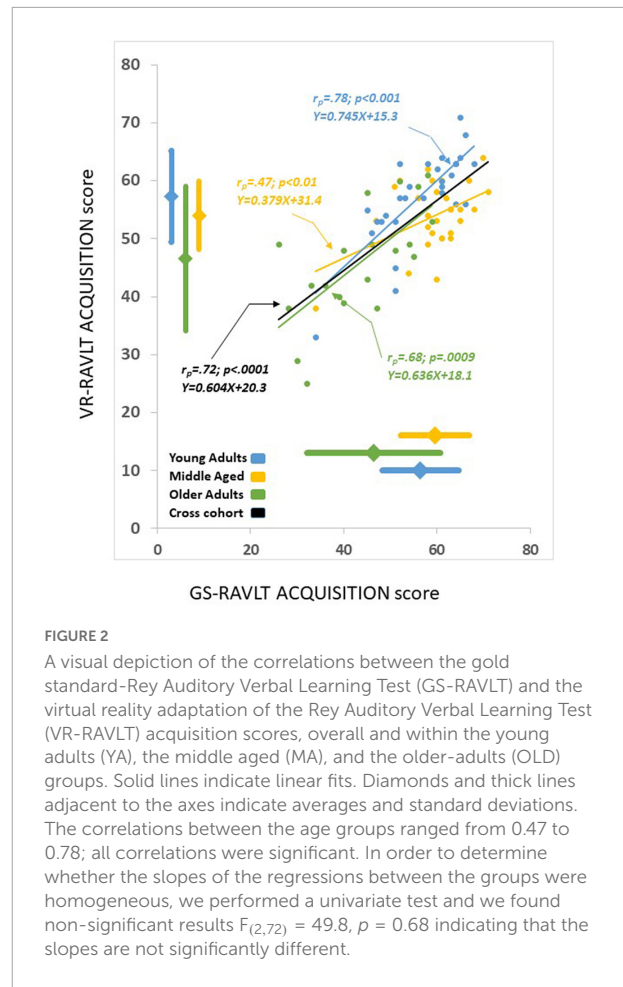 80
70
60
50
40
30
20
10
0
VR-RAVLT ACQUISITION score
rp=.78; p<0.001
Y=0.745X+15.3
rp=.47; p<0.01
Y=0.379X+31.4
rp=.72; p<.0001
Y=0.604X+20.3
rp=.68; p=.0009
Y=0.636X+18.1
Young Adults
Middle Aged
Older Adults
Cross cohort
0 20 40 60 80
GS-RAVLT ACQUISITION score
FIGURE 2
A visual depiction of the correlations between the gold
standard-Rey Auditory Verbal Learning Test (GS-RAVLT) and the
virtual reality adaptation of the Rey Auditory Verbal Learning Test
(VR-RAVLT) acquisition scores, overall and within the young
adults (YA), the middle aged (MA), and the older-adults (OLD)
groups. Solid lines indicate linear fits. Diamonds and thick lines
adjacent to the axes indicate averages and standard deviations.
The correlations between the age groups ranged from 0.47 to
0.78; all correlations were significant. In order to determine
whether the slopes of the regressions between the groups were
homogeneous, we performed a univariate test and we found
non-significant results F(2,72) = 49.8, p = 0.68 indicating that the
slopes are not significantly different.